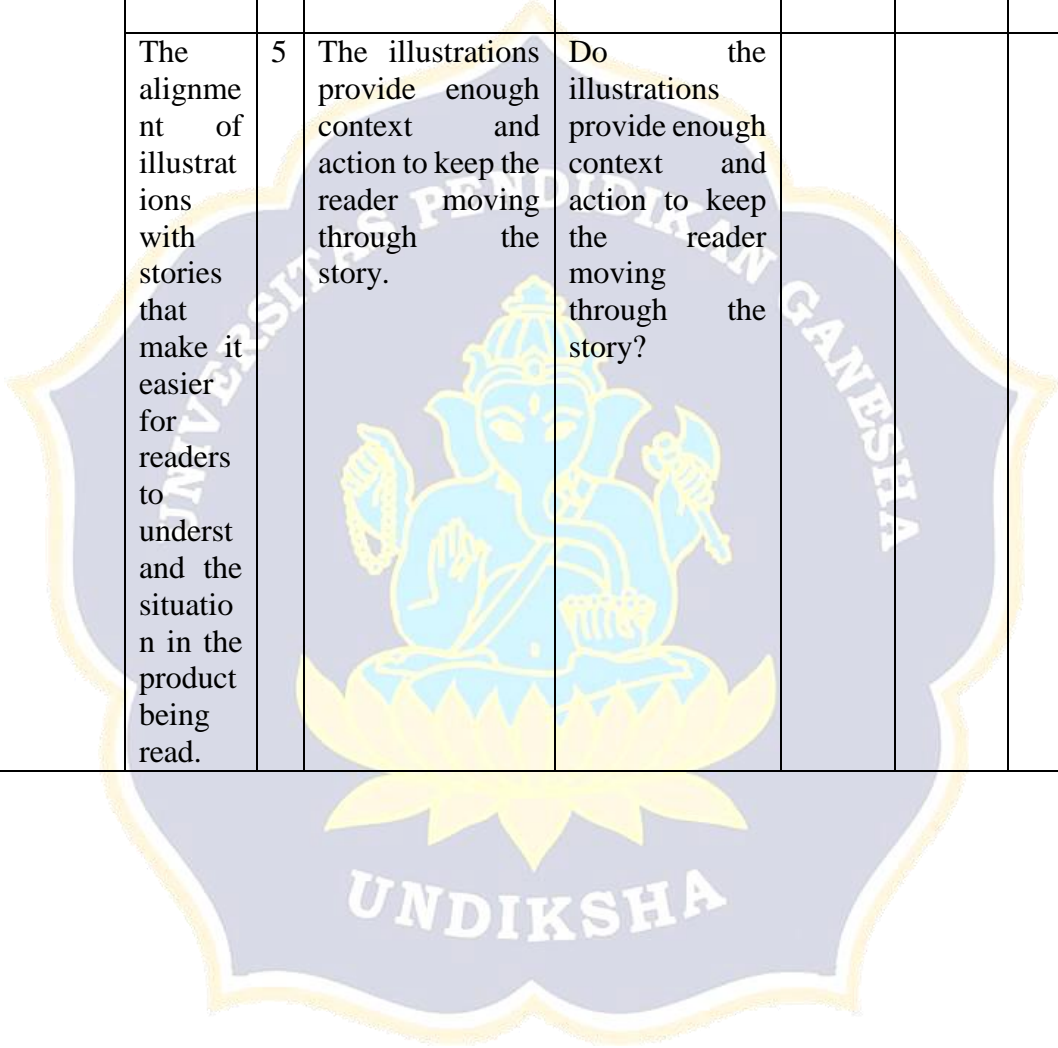 The
alignme
nt of
illustrat
ions
with
stories
that
make it
easier
for
readers
to
underst
and the
situatio
n in the
product
being
read.
5
The illustrations
provide enough
context and
action to keep the
reader moving
through the
story.
Do the
illustrations
provide enough
context and
action to keep
the reader
moving
through the
story?
UNIVERSITAS PENDIDIKAN GANESHA
UNDIKSHA